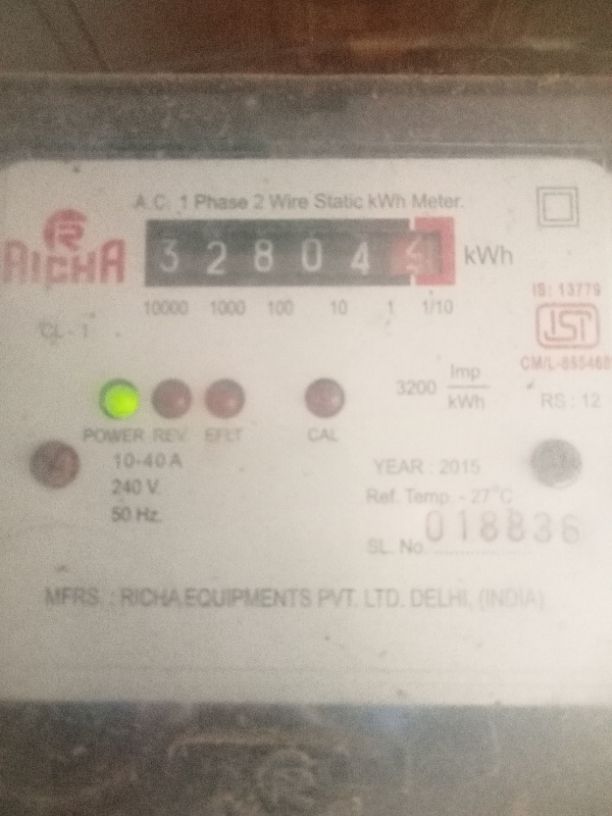 A.C. 1 Phase 2 Wire Static kWh Meter.
RICHA
3 2 8 0 4
kWh
10000 1000 100 10 1 1/10
IS: 13779
ISI
CL - 1
3200 Imp
kWh
RS : 12
POWER REV EFLT CAL
10-40 A
240 V.
50 Hz.
YEAR : 2015
Ref. Temp. - 27°C
SL. No. 018836
MFRS. : RICHA EQUIPMENTS PVT. LTD. DELHI, (INDIA)